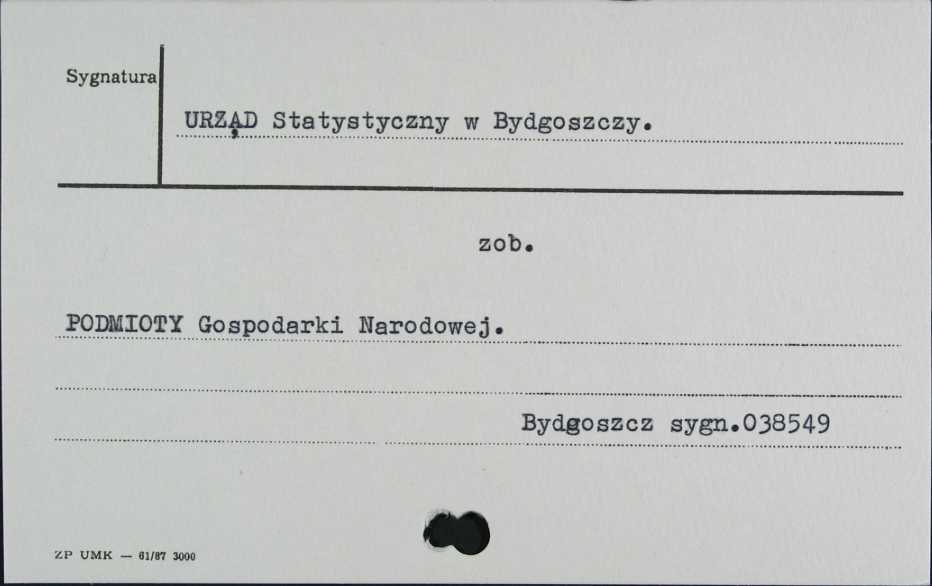 Sygnatura
URZĄD Statystyczny w Bydgoszczy.
zob.
PODMIOTY Gospodarki Narodowej.
Bydgoszcz sygn.038549
ZP UMK — 61/87 3000